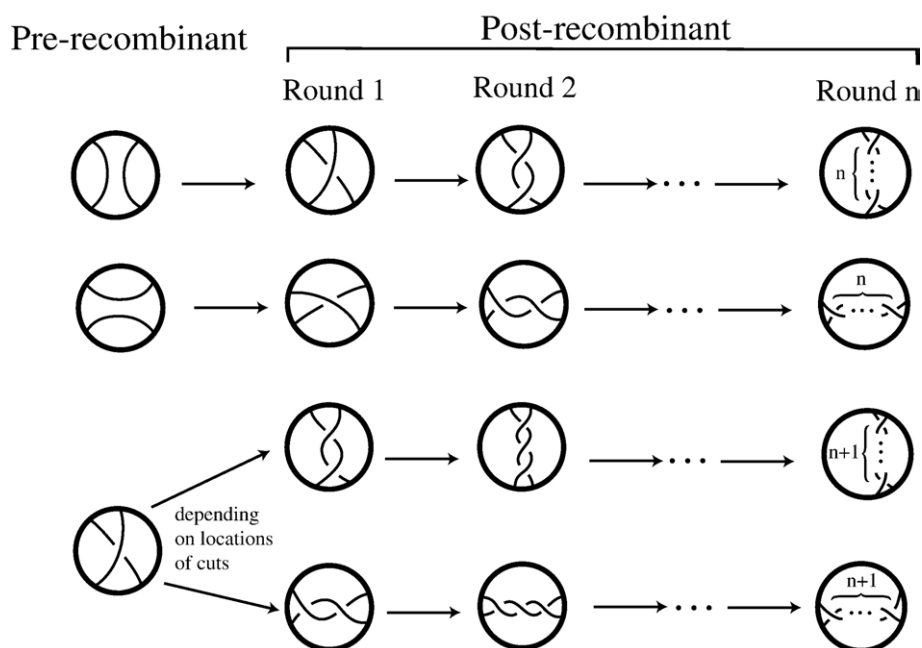 Pre-recombinant
Post-recombinant
Round 1
Round 2
Round n
n
n
n+1
depending
on locations
of cuts
n+1